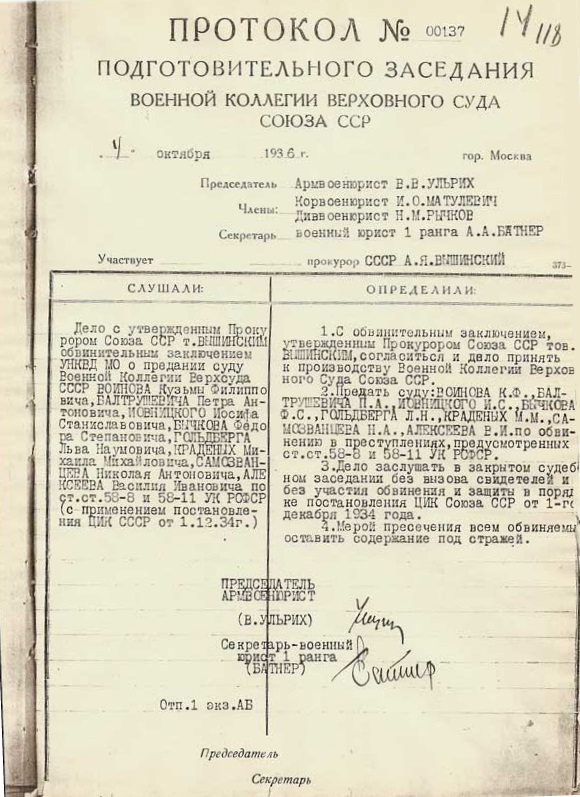 ПРОТОКОЛ № 00137
14
118
ПОДГОТОВИТЕЛЬНОГО ЗАСЕДАНИЯ
ВОЕННОЙ КОЛЛЕГИИ ВЕРХОВНОГО СУДА
СОЮЗА ССР
"4" октября 1936 г. гор. Москва
Председатель Армвоенюрист В.В.УЛЬРИХ
Члены: Корвоенюрист И.О.МАТУЛЕВИЧ
Диввоенюрист Н.М.РЫЧКОВ
Секретарь военный юрист 1 ранга А.А.БАТНЕР
Участвует прокурор СССР А.Я.ВЫШИНСКИЙ
373—
СЛУШАЛИ:
Дело с утвержденным Проку
рором Союза ССР т.ВЫШИНСКИМ
обвинительным заключением
УНКВД МО о предании суду
Военной Коллегии Верхсуда
СССР ВОИНОВА Кузьмы Филиппо
вича,БАЛТРУШЕВИЧА Петра Ан-
тоновича,ИОВНИЦКОГО Иосифа
Станиславовича,БЫЧКОВА Федо
ра Степановича,ГОЛЬДБЕРГА
Льва Наумовича,КРАДЕНЫХ Ми-
хаила Михайловича,САМОЗВАН-
ЦЕВА Николая Антоновича,АЛЕ
КСЕЕВА Василия Ивановича по
ст.ст.58-8 и 58-11 УК РСФСР
(с применением постановле-
ния ЦИК СССР от 1.12.34г.)
ОПРЕДЕЛИЛИ:
1.С обвинительным заключением,
утвержденным Прокурором Союза ССР тов.
ВЫШИНСКИМ,согласиться и дело принять
к производству Военной Коллегии Верхов
ного Суда Союза ССР.
2.Предать суду:ВОИНОВА К.Ф.,БАЛ-
ТРУШЕВИЧА П.А.,ИОВНИЦКОГО И.С.,БЫЧКОВА
Ф.С.,ГОЛЬДБЕРГА Л.Н.,КРАДЕНЫХ М.М.,СА-
МОЗВАНЦЕВА Н.А.,АЛЕКСЕЕВА В.И.по обви-
нению в преступлениях,предусмотренных
ст.ст.58-8 и 58-11 УК РСФСР.
3.Дело заслушать в закрытом судеб
ном заседании без вызова свидетелей и
без участия обвинения и защиты в поряд
ке постановления ЦИК Союза ССР от 1-го
декабря 1934 года.
4.Мерой пресечения всем обвиняемы
оставить содержание под стражей.
ПРЕДСЕДАТЕЛЬ
АРМВОЕНЮРИСТ
(В.УЛЬРИХ)
Секретарь-военный
юрист 1 ранга
(БАТНЕР)
Батнер
Отп.1 экз.АБ
Председатель
Секретарь